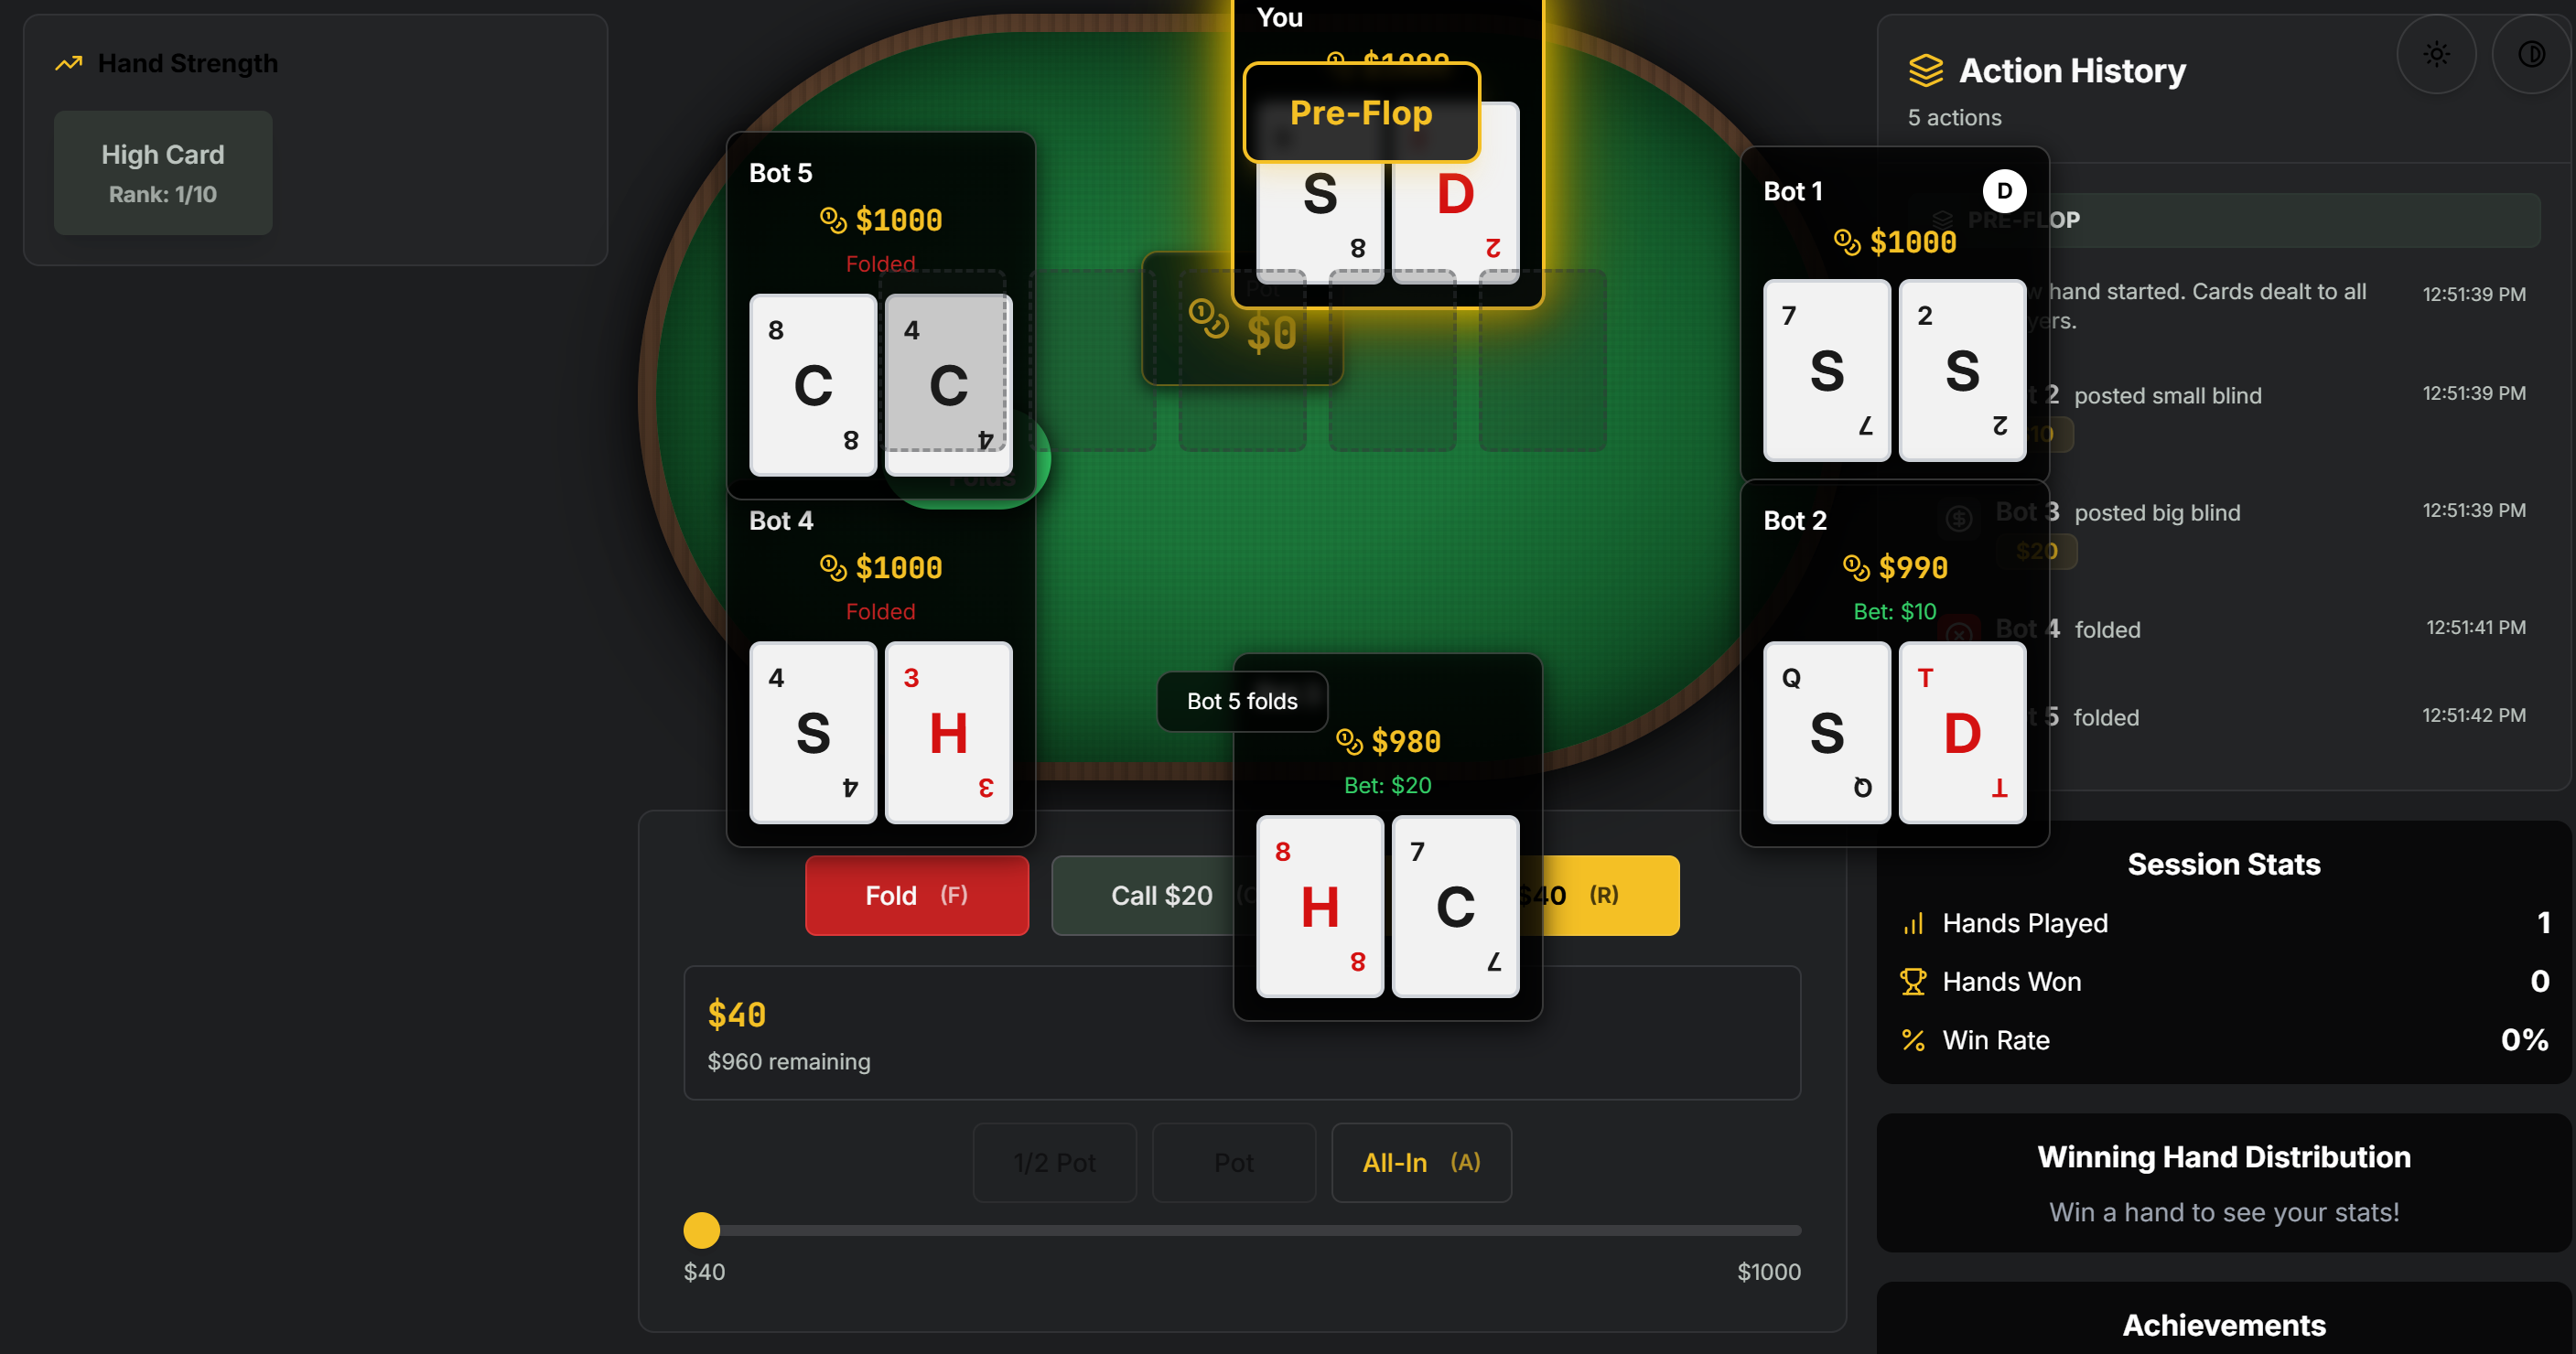 Hand Strength
High Card
Rank: 1/10
You
$1000
Pre-Flop
S
8
D
2
Pot
$0
Bot 5
$1000
Folded
8
C
8
4
C
4
Folds
Bot 4
$1000
Folded
4
S
4
3
H
3
Bot 1
D
$1000
7
S
7
2
S
2
Bot 2
$990
Bet: $10
Q
S
Q
T
D
T
Bot 5 folds
$980
Bet: $20
8
H
8
7
C
7
Fold (F)
Call $20
$40 (R)
$40
$960 remaining
1/2 Pot
Pot
All-In (A)
$40
$1000
Action History
5 actions
PRE-FLOP
hand started. Cards dealt to all
12:51:39 PM
2 posted small blind
12:51:39 PM
10
Bot 3 posted big blind
12:51:39 PM
$20
Bot 4 folded
12:51:41 PM
5 folded
12:51:42 PM
Session Stats
Hands Played
1
Hands Won
0
Win Rate
0%
Winning Hand Distribution
Win a hand to see your stats!
Achievements